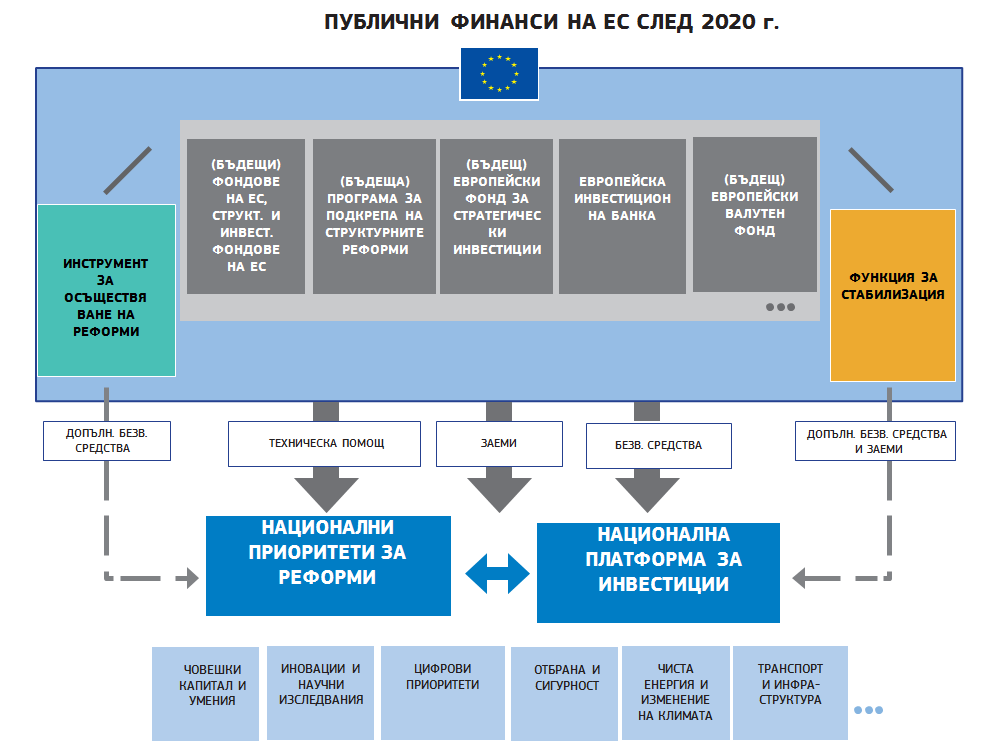 ПУБЛИЧНИ ФИНАНСИ НА ЕС СЛЕД 2020 г.
(БЪДЕЩИ)
ФОНДОВЕ
НА ЕС,
СТРУКТ. И
ИНВЕСТ.
ФОНДОВЕ
НА ЕС
(БЪДЕЩА)
ПРОГРАМА ЗА
ПОДКРЕПА НА
СТРУКТУРНИТЕ
РЕФОРМИ
(БЪДЕЩ)
ЕВРОПЕЙСКИ
ФОНД ЗА
СТРАТЕГИЧЕС
КИ
ИНВЕСТИЦИИ
ЕВРОПЕЙСКА
ИНВЕСТИЦИОН
НА БАНКА
(БЪДЕЩ)
ЕВРОПЕЙСКИ
ВАЛУТЕН
ФОНД
ИНСТРУМЕНТ
ЗА
ОСЪЩЕСТВЯ
ВАНЕ НА
РЕФОРМИ
ФУНКЦИЯ ЗА
СТАБИЛИЗАЦИЯ
ДОПЪЛН. БЕЗВ.
СРЕДСТВА
ТЕХНИЧЕСКА ПОМОЩ
ЗАЕМИ
БЕЗВ. СРЕДСТВА
ДОПЪЛН. БЕЗВ. СРЕДСТВА
И ЗАЕМИ
НАЦИОНАЛНИ
ПРИОРИТЕТИ ЗА
РЕФОРМИ
НАЦИОНАЛНА
ПЛАТФОРМА ЗА
ИНВЕСТИЦИИ
ЧОВЕШКИ
КАПИТАЛ И
УМЕНИЯ
ИНОВАЦИИ И
НАУЧНИ
ИЗСЛЕДВАНИЯ
ЦИФРОВИ
ПРИОРИТЕТИ
ОТБРАНА И
СИГУРНОСТ
ЧИСТА
ЕНЕРГИЯ И
ИЗМЕНЕНИЕ
НА КЛИМАТА
ТРАНСПОРТ
И ИНФРА-
СТРУКТУРА